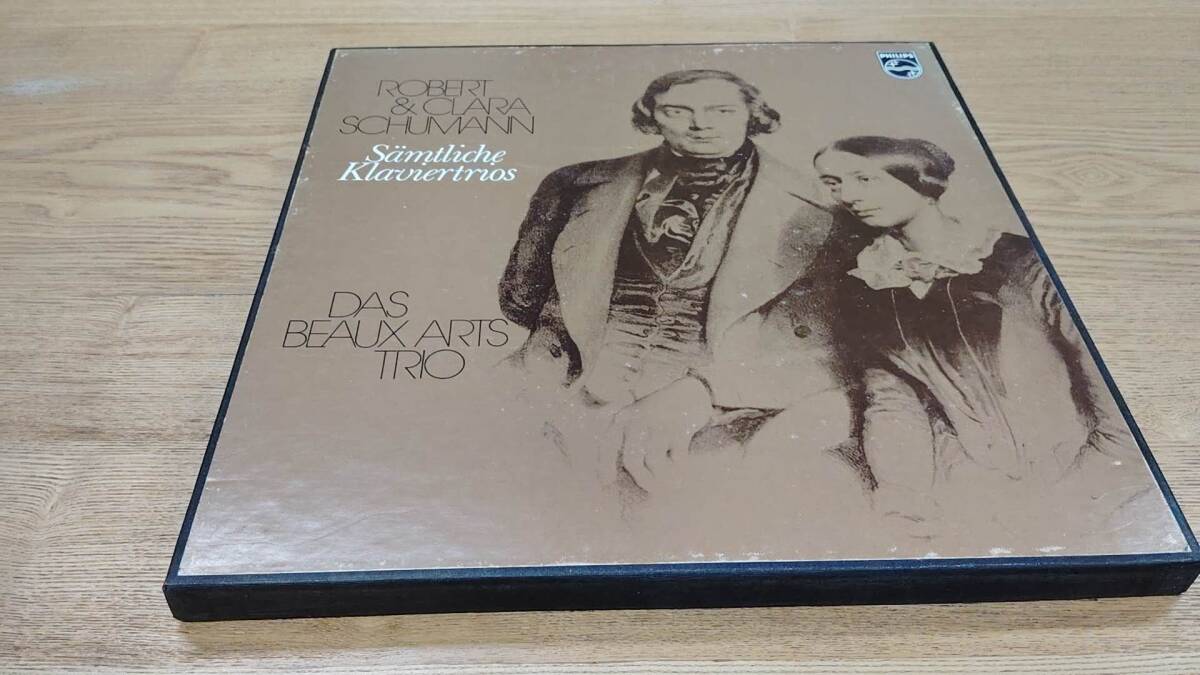 ROBERT
& CLARA
SCHUMANN
Sämtliche
Klaviertrios
PHILIPS
DAS
BEAUX ARTS
TRIO